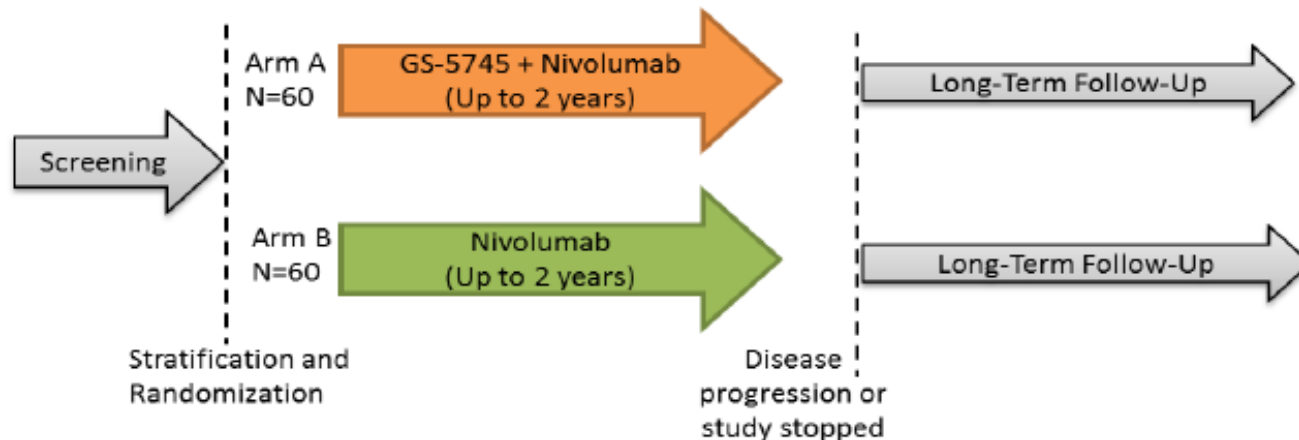 Screening
Arm A
N=60
GS-5745 + Nivolumab
(Up to 2 years)
Long-Term Follow-Up
Arm B
N=60
Nivolumab
(Up to 2 years)
Long-Term Follow-Up
Stratification and
Randomization
Disease
progression or
study stopped